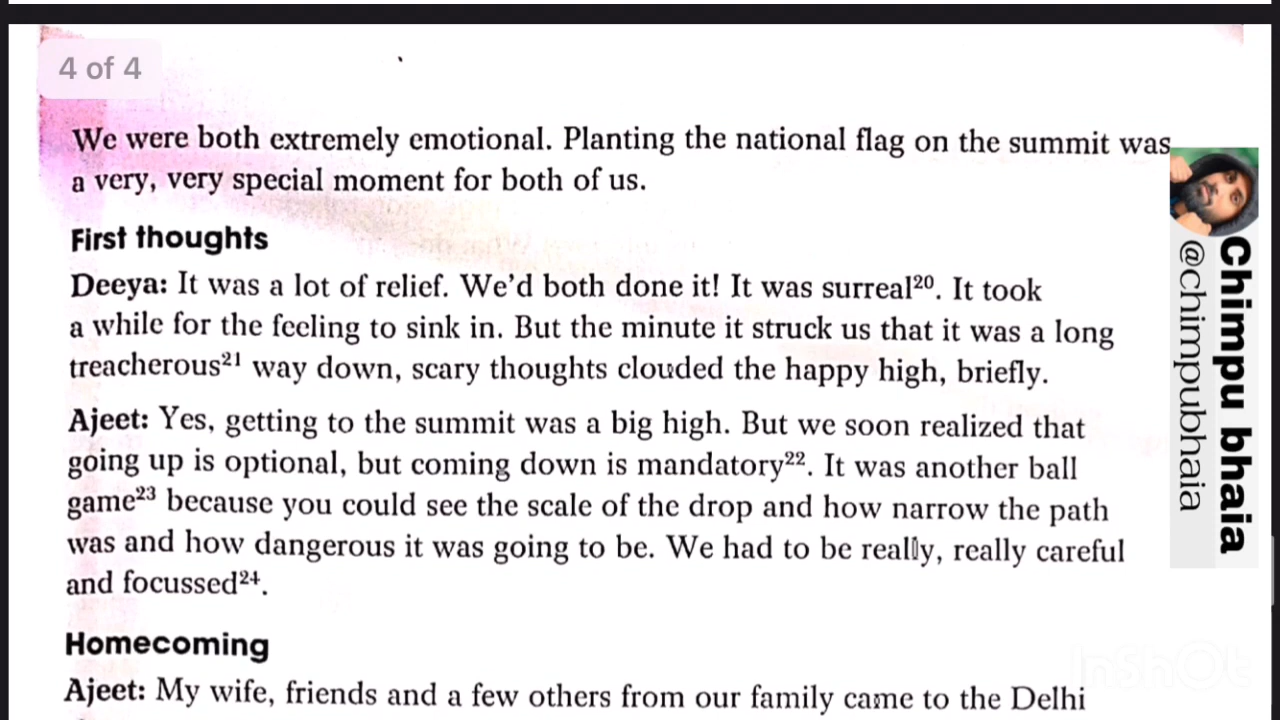 4 of 4
We were both extremely emotional. Planting the national flag on the summit was
a very, very special moment for both of us.
First thoughts
Deeya: It was a lot of relief. We'd both done it! It was surreal²⁰. It took
a while for the feeling to sink in. But the minute it struck us that it was a long
treacherous²¹ way down, scary thoughts clouded the happy high, briefly.
Ajeet: Yes, getting to the summit was a big high. But we soon realized that
going up is optional, but coming down is mandatory²². It was another ball
game²³ because you could see the scale of the drop and how narrow the path
was and how dangerous it was going to be. We had to be really, really careful
and focussed²⁴.
Homecoming
Ajeet: My wife, friends and a few others from our family came to the Delhi
Chimpu bhaia
@chimpubhaia
InShOt